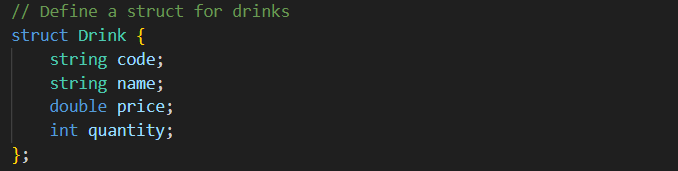 // Define a struct for drinks
struct Drink {
    string code;
    string name;
    double price;
    int quantity;
};